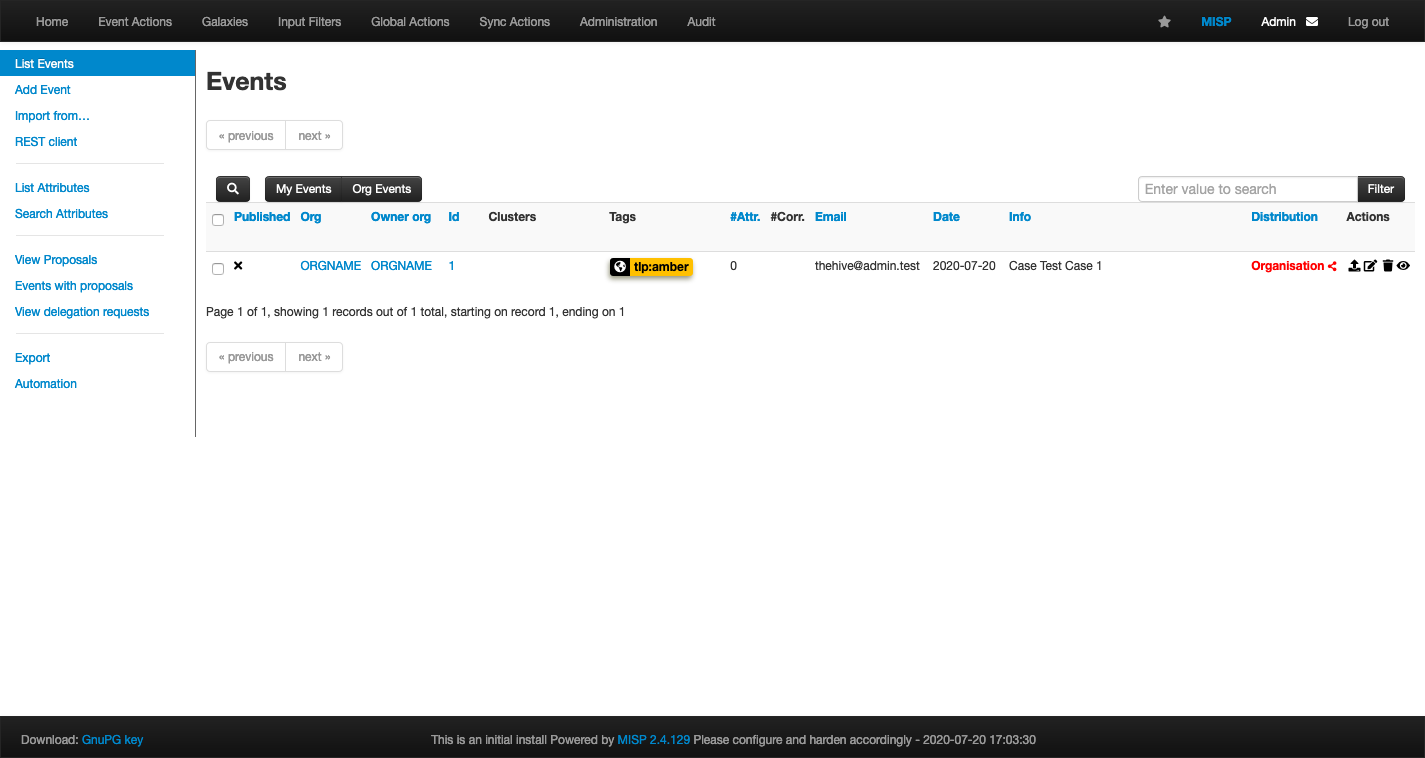 Home Event Actions Galaxies Input Filters Global Actions Sync Actions Administration Audit MISP Admin Log out
List Events
Add Event
Import from...
REST client
List Attributes
Search Attributes
View Proposals
Events with proposals
View delegation requests
Export
Automation
Events
« previous next »
My Events Org Events Enter value to search Filter
Published Org Owner org Id Clusters Tags #Attr. #Corr. Email Date Info Distribution Actions
ORGNAME ORGNAME 1 tlp:amber 0 thehive@admin.test 2020-07-20 Case Test Case 1 Organisation
Page 1 of 1, showing 1 records out of 1 total, starting on record 1, ending on 1
« previous next »
Download: GnuPG key This is an initial install Powered by MISP 2.4.129 Please configure and harden accordingly - 2020-07-20 17:03:30